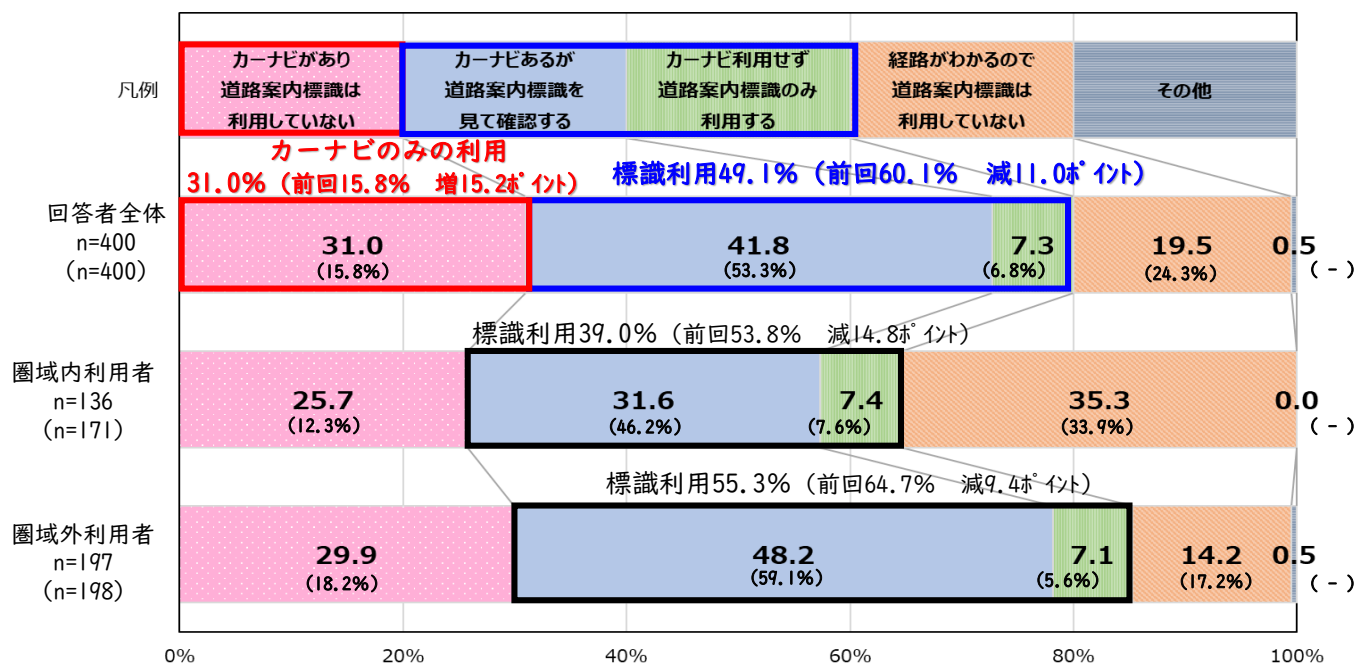 凡例
カーナビがあり
道路案内標識は
利用していない
カーナビあるが
道路案内標識を
見て確認する
カーナビ利用せず
道路案内標識のみ
利用する
経路がわかるので
道路案内標識は
利用していない
その他
カーナビのみの利用
31.0% (前回15.8%　増15.2ﾎﾟｲﾝﾄ)
標識利用49.1% (前回60.1%　減11.0ﾎﾟｲﾝﾄ)
回答者全体
n=400
(n=400)
31.0
(15.8%)
41.8
(53.3%)
7.3
(6.8%)
19.5
(24.3%)
0.5
(-)
標識利用39.0% (前回53.8%　減14.8ﾎﾟｲﾝﾄ)
圏域内利用者
n=136
(n=171)
25.7
(12.3%)
31.6
(46.2%)
7.4
(7.6%)
35.3
(33.9%)
0.0
(-)
標識利用55.3% (前回64.7%　減9.4ﾎﾟｲﾝﾄ)
圏域外利用者
n=197
(n=198)
29.9
(18.2%)
48.2
(59.1%)
7.1
(5.6%)
14.2
(17.2%)
0.5
(-)
0% 20% 40% 60% 80% 100%